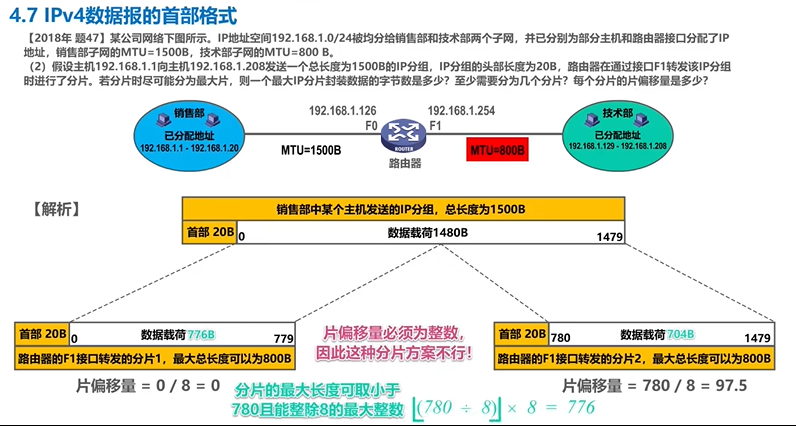 4.7 IPv4数据报的首部格式
【2018年 题47】某公司网络下图所示。IP地址空间192.168.1.0/24被均分给销售部和技术部两个子网，并已分别为部分主机和路由器接口分配了IP
地址，销售部子网的MTU=1500B，技术部子网的MTU=800 B。
（2）假设主机192.168.1.1向主机192.168.1.208发送一个总长度为1500B的IP分组，IP分组的头部长度为20B，路由器在通过接口F1转发该IP分组
时进行了分片。若分片时尽可能分为最大片，则一个最大IP分片封装数据的字节数是多少？至少需要分为几个分片？每个分片的片偏移量是多少？
销售部
已分配地址
192.168.1.1 - 192.168.1.20
192.168.1.126
F0
MTU=1500B
ROUTER
路由器
192.168.1.254
F1
MTU=800B
技术部
已分配地址
192.168.1.129 - 192.168.1.208
【解析】
销售部中某个主机发送的IP分组，总长度为1500B
首部 20B 0 数据载荷1480B 1479
首部 20B 0 数据载荷776B 779
路由器的F1接口转发的分片1，最大总长度可以为800B
片偏移量 = 0 / 8 = 0
片偏移量必须为整数，
因此这种分片方案不行！
首部 20B 780 数据载荷704B 1479
路由器的F1接口转发的分片2，最大总长度可以为800B
片偏移量 = 780 / 8 = 97.5
分片的最大长度可取小于
780且能整除8的最大整数 ⌊(780 ÷ 8)⌋ × 8 = 776